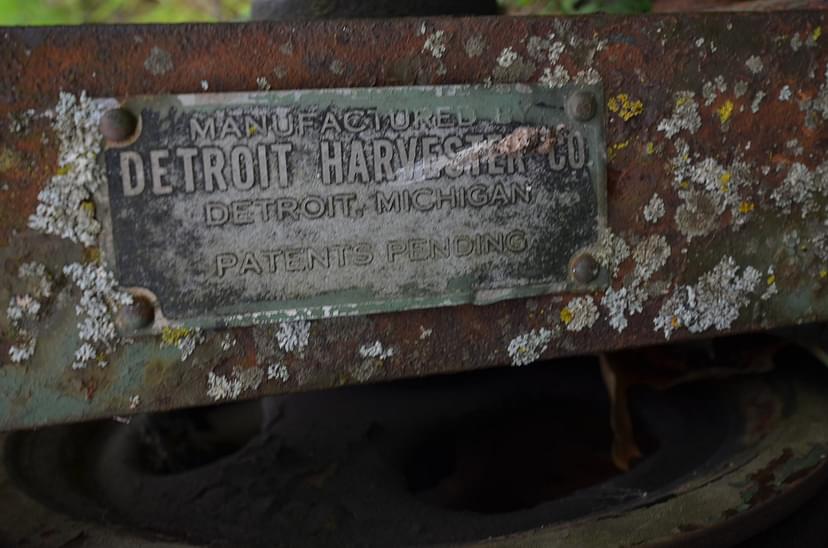 MANUFACTURED
DETROIT HARVESTER CO.
DETROIT, MICHIGAN
PATENTS PENDING